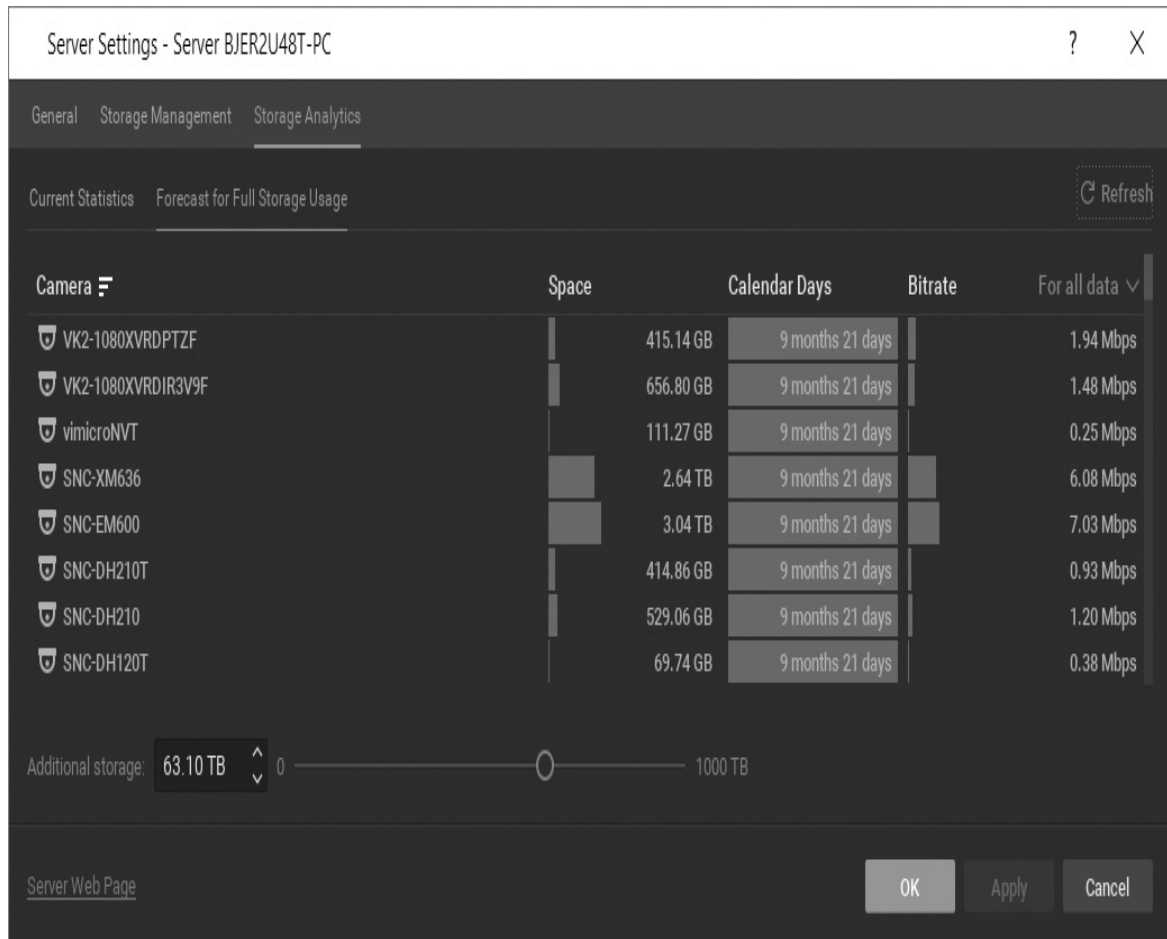 Server Settings - Server BJER2U48T-PC ? X
General Storage Management Storage Analytics
Current Statistics Forecast for Full Storage Usage Refresh
Camera Space Calendar Days Bitrate For all data
VK2-1080XVRDPTZF 415.14 GB 9 months 21 days 1.94 Mbps
VK2-1080XVRDIR3V9F 656.80 GB 9 months 21 days 1.48 Mbps
vimicroNVT 111.27 GB 9 months 21 days 0.25 Mbps
SNC-XM636 2.64 TB 9 months 21 days 6.08 Mbps
SNC-EM600 3.04 TB 9 months 21 days 7.03 Mbps
SNC-DH210T 414.86 GB 9 months 21 days 0.93 Mbps
SNC-DH210 529.06 GB 9 months 21 days 1.20 Mbps
SNC-DH120T 69.74 GB 9 months 21 days 0.38 Mbps
Additional storage: 63.10 TB 0 1000 TB
Server Web Page OK Apply Cancel